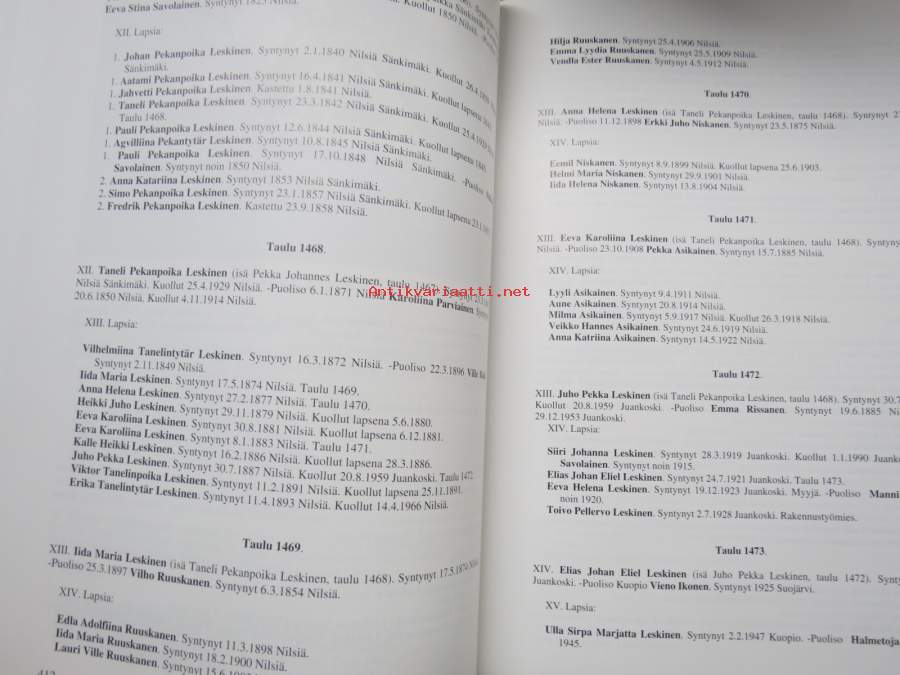 Eeva Stina Savolainen. Syntynyt 1823 Nilsiä.
XII. Lapsia:
1. Johan Pekanpoika Leskinen. Syntynyt 2.1.1840 Nilsiä Sänkimäki. Kuollut 26.4.
Sänkimäki.
1. Aatami Pekanpoika Leskinen. Syntynyt 16.4.1841 Nilsiä Sänkimäki. Kuollut lapsena
1. Jahvetti Pekanpoika Leskinen. Kastettu 1.8.1841 Nilsiä.
1. Taneli Pekanpoika Leskinen. Syntynyt 23.3.1842 Nilsiä Sänkimäki. Kuollut 25.4.1929
Taulu 1468.
1. Pauli Pekanpoika Leskinen. Syntynyt 12.6.1844 Nilsiä Sänkimäki. Kuollut lapsena 1845.
1. Agvilliina Pekantytär Leskinen. Syntynyt 10.8.1845 Nilsiä Sänkimäki.
1. Pauli Pekanpoika Leskinen. Syntynyt 17.10.1848 Nilsiä Sänkimäki. -Puoliso
Savolainen. Syntynyt noin 1850 Nilsiä.
2. Anna Katariina Leskinen. Syntynyt 1853 Nilsiä Sänkimäki.
2. Simo Pekanpoika Leskinen. Syntynyt 23.1.1857 Nilsiä Sänkimäki. Kuollut lapsena 23.1
2. Fredrik Pekanpoika Leskinen. Kastettu 23.9.1858 Nilsiä.
Taulu 1468.
XII. Taneli Pekanpoika Leskinen (isä Pekka Johannes Leskinen, taulu 1467). Syntynyt 23.3.18
Nilsiä Sänkimäki. Kuollut 25.4.1929 Nilsiä. -Puoliso 6.1.1871 Nilsiä Karoliina Parviainen.
20.6.1850 Nilsiä. Kuollut 4.11.1914 Nilsiä.
XIII. Lapsia:
Vilhelmiina Tanelintytär Leskinen. Syntynyt 16.3.1872 Nilsiä. -Puoliso 22.3.1896 Ville
Syntynyt 2.11.1849 Nilsiä.
Iida Maria Leskinen. Syntynyt 17.5.1874 Nilsiä. Taulu 1469.
Anna Helena Leskinen. Syntynyt 27.2.1877 Nilsiä. Taulu 1470.
Heikki Juho Leskinen. Syntynyt 29.11.1879 Nilsiä. Kuollut lapsena 5.6.1880.
Eeva Karoliina Leskinen. Syntynyt 30.8.1881 Nilsiä. Kuollut lapsena 6.12.1881.
Eeva Karoliina Leskinen. Syntynyt 8.1.1883 Nilsiä. Taulu 1471.
Kalle Heikki Leskinen. Syntynyt 16.2.1886 Nilsiä. Kuollut lapsena 28.3.1886.
Juho Pekka Leskinen. Syntynyt 30.7.1887 Nilsiä. Kuollut 20.8.1959 Juankoski. Taulu 1472
Viktor Tanelinpoika Leskinen. Syntynyt 11.2.1891 Nilsiä. Kuollut lapsena 25.11.1891.
Erika Tanelintytär Leskinen. Syntynyt 11.4.1893 Nilsiä. Kuollut 14.4.1966 Nilsiä.
Taulu 1469.
XIII. Iida Maria Leskinen (isä Taneli Pekanpoika Leskinen, taulu 1468). Syntynyt 17.5.1874
-Puoliso 25.3.1897 Vilho Ruuskanen. Syntynyt 6.3.1854 Nilsiä.
XIV. Lapsia:
Edla Adolfiina Ruuskanen. Syntynyt 11.3.1898 Nilsiä.
Iida Maria Ruuskanen. Syntynyt 18.2.1900 Nilsiä.
Lauri Ville Ruuskanen. Syntynyt
412
Hilja Ruuskanen. Syntynyt 25.4.1906 Nilsiä.
Emma Lyydia Ruuskanen. Syntynyt 25.5.1909 Nilsiä.
Vendla Ester Ruuskanen. Syntynyt 4.5.1912 Nilsiä.
Taulu 1470.
XIII. Anna Helena Leskinen (isä Taneli Pekanpoika Leskinen, taulu 1468). Syntynyt
Nilsiä. -Puoliso 11.12.1898 Erkki Juho Niskanen. Syntynyt 23.5.1875 Nilsiä.
XIV. Lapsia:
Eemil Niskanen. Syntynyt 8.9.1899 Nilsiä. Kuollut lapsena 25.6.1903.
Helmi Maria Niskanen. Syntynyt 29.9.1901 Nilsiä.
Iida Helena Niskanen. Syntynyt 13.8.1904 Nilsiä.
Taulu 1471.
XIII. Eeva Karoliina Leskinen (isä Taneli Pekanpoika Leskinen, taulu 1468). Syntyny
Nilsiä. -Puoliso 23.10.1908 Pekka Asikainen. Syntynyt 15.7.1885 Nilsiä.
XIV. Lapsia:
Lyyli Asikainen. Syntynyt 9.4.1911 Nilsiä.
Aune Asikainen. Syntynyt 20.8.1914 Nilsiä.
Milma Asikainen. Syntynyt 5.9.1917 Nilsiä. Kuollut 26.3.1918 Nilsiä.
Veikko Hannes Asikainen. Syntynyt 24.6.1919 Nilsiä.
Anna Katriina Asikainen. Syntynyt 14.5.1922 Nilsiä.
Taulu 1472.
XIII. Juho Pekka Leskinen (isä Taneli Pekanpoika Leskinen, taulu 1468). Syntynyt 30.7
Kuollut 20.8.1959 Juankoski. -Puoliso Emma Rissanen. Syntynyt 19.6.1885 Nil
29.12.1953 Juankoski.
XIV. Lapsia:
Siiri Johanna Leskinen. Syntynyt 28.3.1919 Juankoski. Kuollut 1.1.1990 Juank
Savolainen. Syntynyt noin 1915.
Elias Johan Eliel Leskinen. Syntynyt 24.7.1921 Juankoski. Taulu 1473.
Eeva Helena Leskinen. Syntynyt 19.12.1923 Juankoski. Myyjä. -Puoliso Manni
noin 1920.
Toivo Pellervo Leskinen. Syntynyt 2.7.1928 Juankoski. Rakennustyömies.
Taulu 1473.
XIV. Elias Johan Eliel Leskinen (isä Juho Pekka Leskinen, taulu 1472). Synty
Juankoski. -Puoliso Kuopio Vieno Ikonen. Syntynyt 1925 Suojärvi.
XV. Lapsia:
Ulla Sirpa Marjatta Leskinen. Syntynyt 2.2.1947 Kuopio. -Puoliso Halmetoja
1945.
Antikvariaatti.net